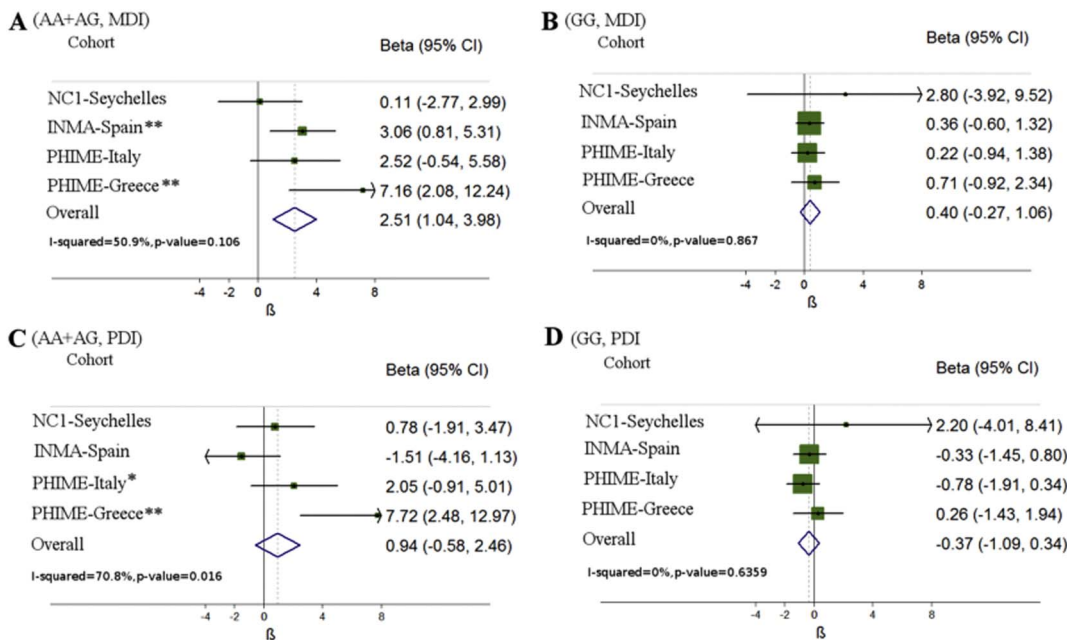 A (AA+AG, MDI)
Cohort
Beta (95% CI)
NC1-Seychelles
0.11 (-2.77, 2.99)
INMA-Spain**
3.06 (0.81, 5.31)
PHIME-Italy
2.52 (-0.54, 5.58)
PHIME-Greece**
7.16 (2.08, 12.24)
Overall
2.51 (1.04, 3.98)
I-squared=50.9%,p-value=0.106
-4 -2 0 4 8
ß
B (GG, MDI)
Cohort
Beta (95% CI)
NC1-Seychelles
2.80 (-3.92, 9.52)
INMA-Spain
0.36 (-0.60, 1.32)
PHIME-Italy
0.22 (-0.94, 1.38)
PHIME-Greece
0.71 (-0.92, 2.34)
Overall
0.40 (-0.27, 1.06)
I-squared=0%,p-value=0.867
-4 -2 0 4 8
ß
C (AA+AG, PDI)
Cohort
Beta (95% CI)
NC1-Seychelles
0.78 (-1.91, 3.47)
INMA-Spain
-1.51 (-4.16, 1.13)
PHIME-Italy*
2.05 (-0.91, 5.01)
PHIME-Greece**
7.72 (2.48, 12.97)
Overall
0.94 (-0.58, 2.46)
I-squared=70.8%,p-value=0.016
-4 -2 0 4 8
ß
D (GG, PDI
Cohort
Beta (95% CI)
NC1-Seychelles
2.20 (-4.01, 8.41)
INMA-Spain
-0.33 (-1.45, 0.80)
PHIME-Italy
-0.78 (-1.91, 0.34)
PHIME-Greece
0.26 (-1.43, 1.94)
Overall
-0.37 (-1.09, 0.34)
I-squared=0%,p-value=0.6359
-4 -2 0 4 8
ß